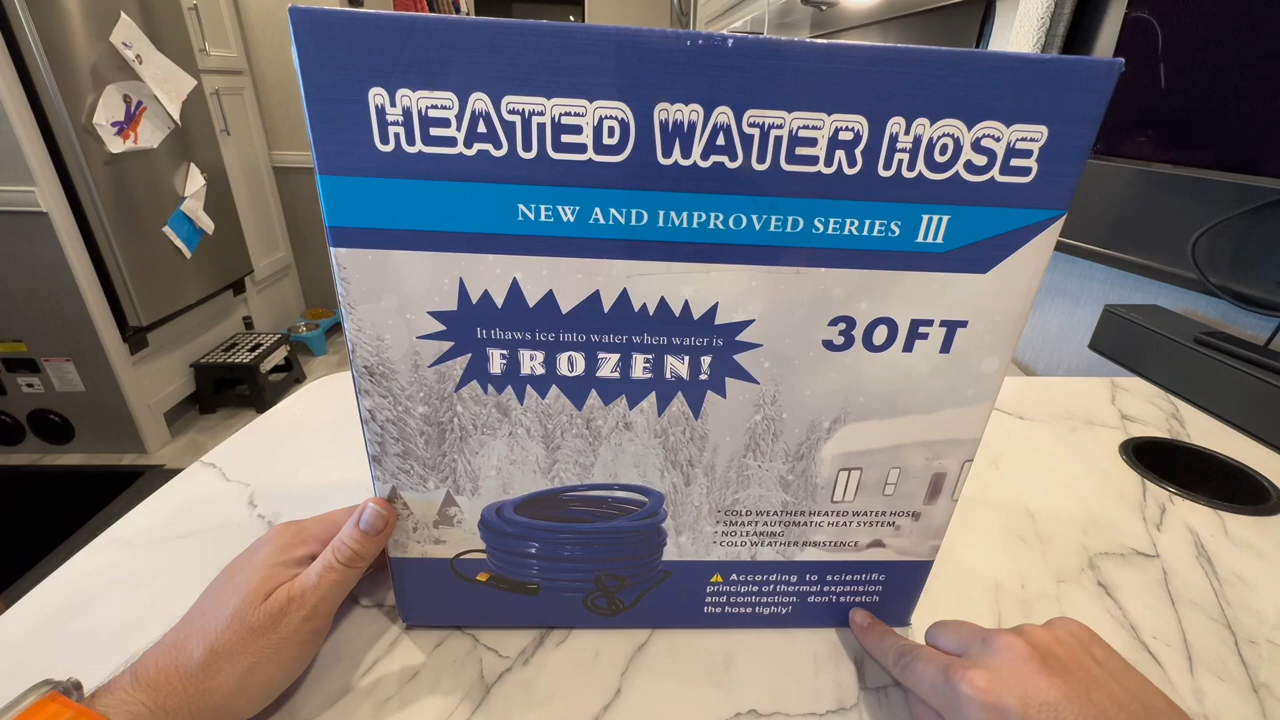 HEATED WATER HOSE
NEW AND IMPROVED SERIES III
It thaws ice into water when water is
FROZEN!
30FT
* COLD WEATHER HEATED WATER HOSE
* SMART AUTOMATIC HEAT SYSTEM
* NO LEAKING
* COLD WEATHER RISISTENCE
According to scientific
principle of thermal expansion
and contraction. don't stretch
the hose tighly!